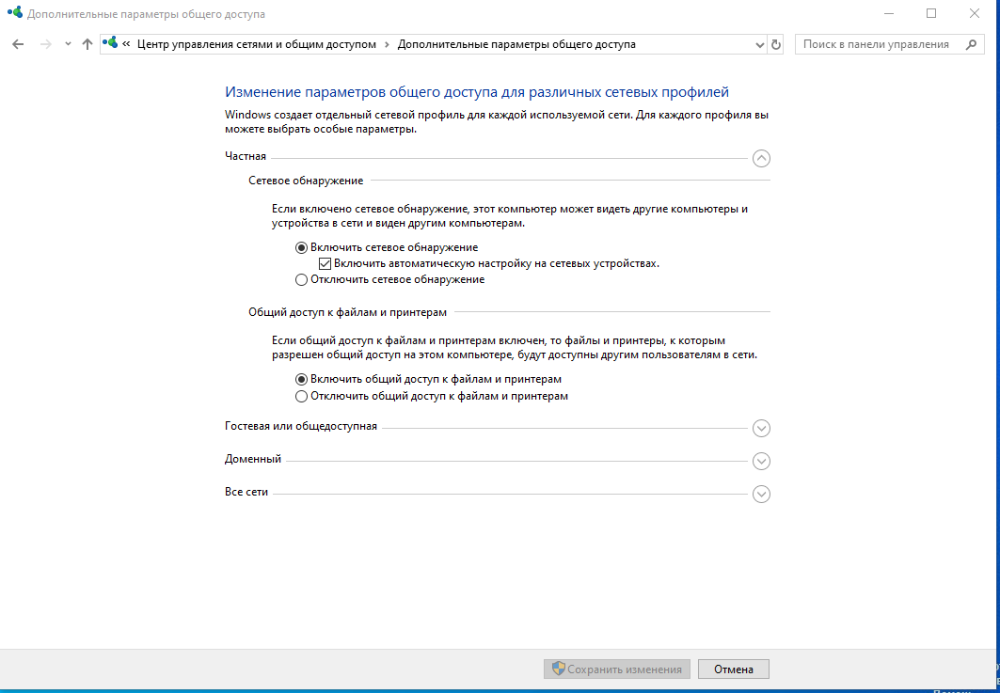 Дополнительные параметры общего доступа
« Центр управления сетями и общим доступом > Дополнительные параметры общего доступа
Поиск в панели управления
Изменение параметров общего доступа для различных сетевых профилей
Windows создает отдельный сетевой профиль для каждой используемой сети. Для каждого профиля вы
можете выбрать особые параметры.
Частная
Сетевое обнаружение
Если включено сетевое обнаружение, этот компьютер может видеть другие компьютеры и
устройства в сети и виден другим компьютерам.
Включить сетевое обнаружение
Включить автоматическую настройку на сетевых устройствах.
Отключить сетевое обнаружение
Общий доступ к файлам и принтерам
Если общий доступ к файлам и принтерам включен, то файлы и принтеры, к которым
разрешен общий доступ на этом компьютере, будут доступны другим пользователям в сети.
Включить общий доступ к файлам и принтерам
Отключить общий доступ к файлам и принтерам
Гостевая или общедоступная
Доменный
Все сети
Сохранить изменения
Отмена